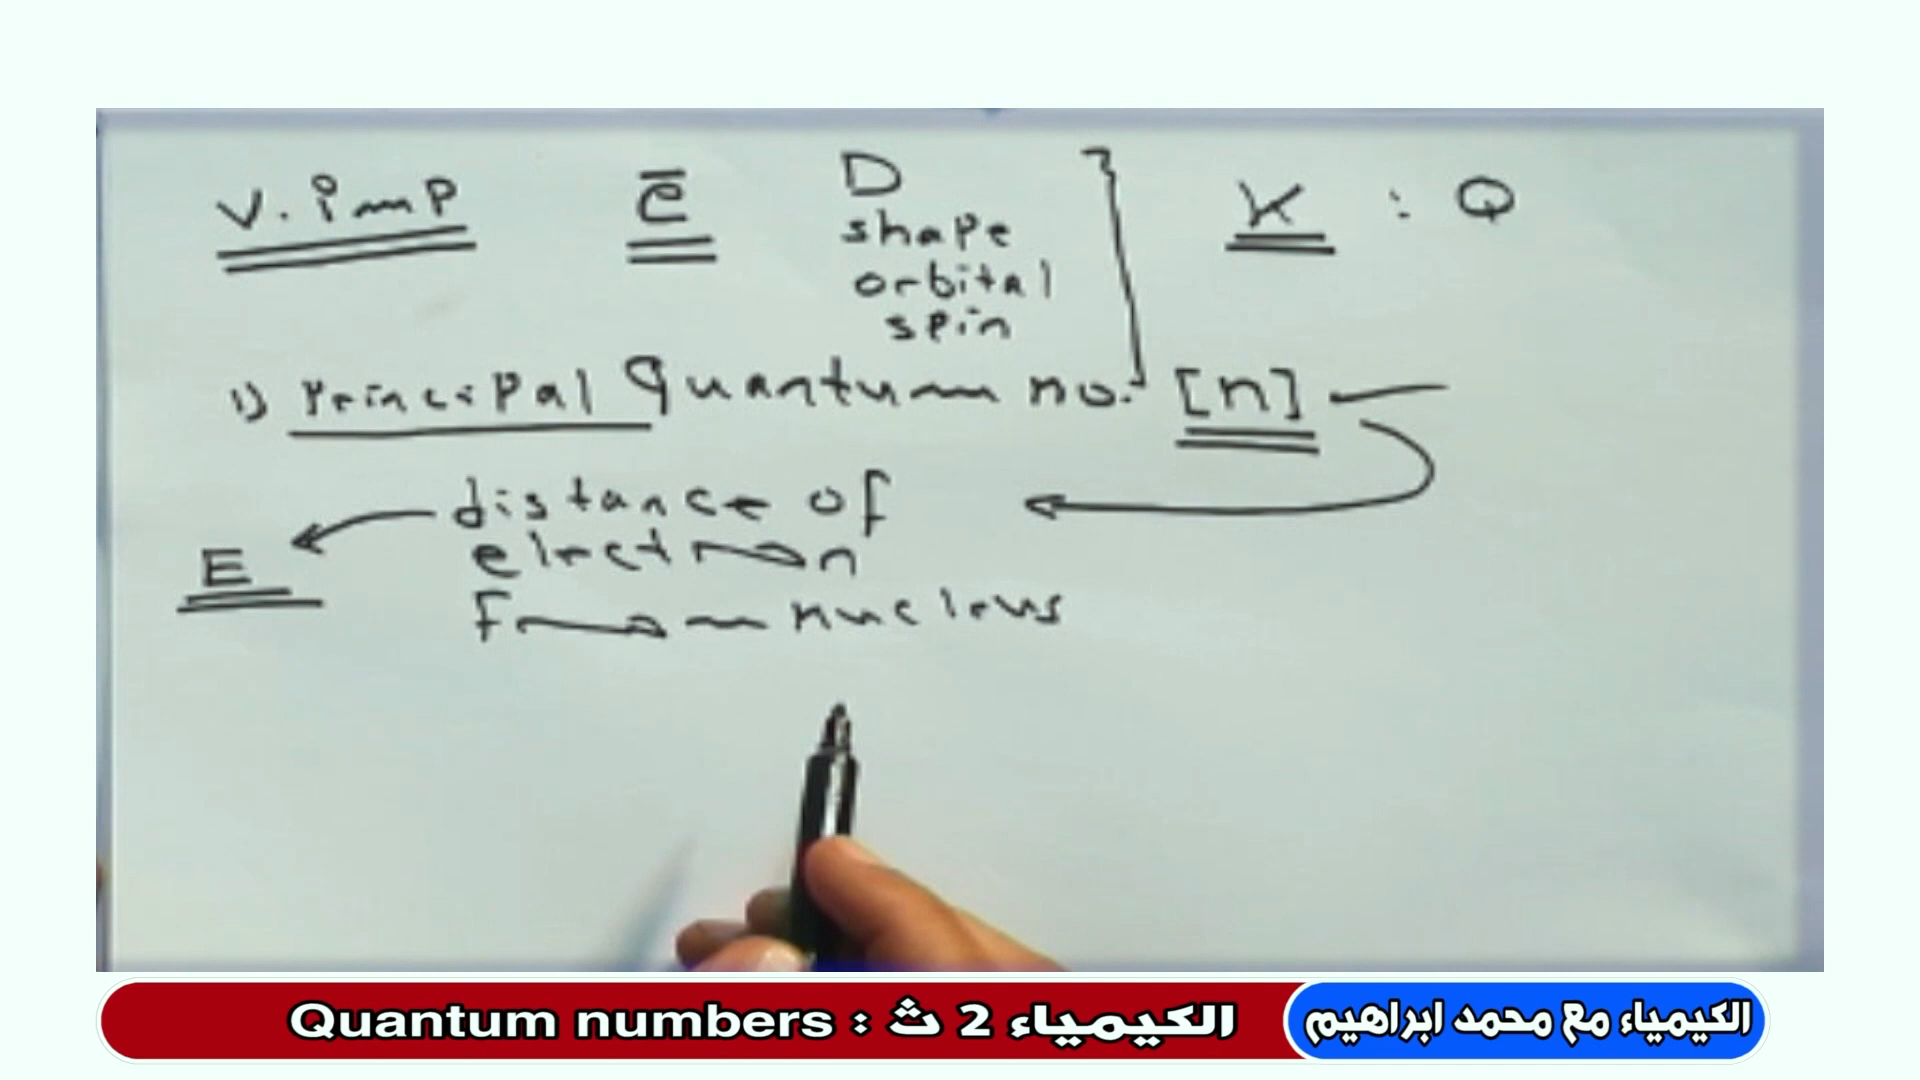 V. imp ē D K : Q
shape
orbital
spin
1) Principal Quantum no. [n]
distance of
electron
E
from nucleus
الكيمياء 2 ث : Quantum numbers
الكيمياء مع محمد ابراهيم